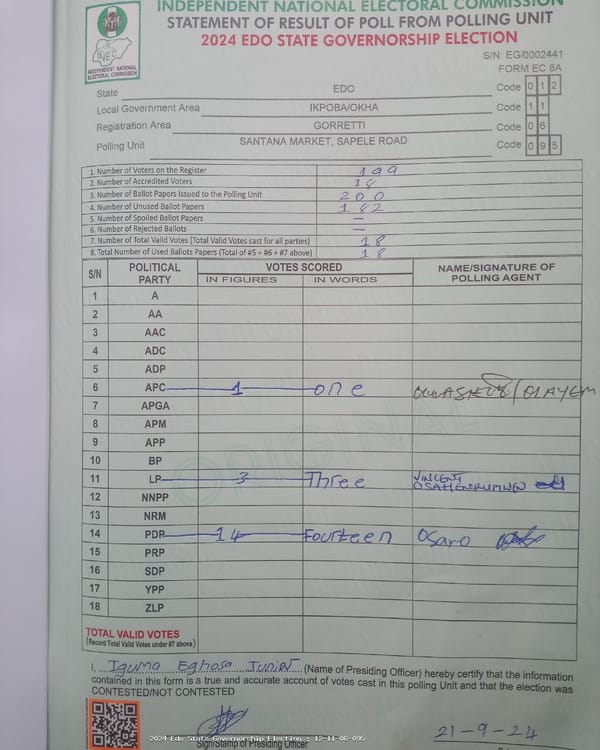 INDEPENDENT NATIONAL ELECTORAL COMMISSION
STATEMENT OF RESULT OF POLL FROM POLLING UNIT
2024 EDO STATE GOVERNORSHIP ELECTION
INEC
INDEPENDENT NATIONAL
ELECTORAL COMMISSION
S/N: EG/0002441
FORM EC 8A
State EDO Code 0 1 2
Local Government Area IKPOBA/OKHA Code 1 1
Registration Area GORRETTI Code 0 6
Polling Unit SANTANA MARKET, SAPELE ROAD Code 0 9 5
1. Number of Voters on the Register 199
2. Number of Accredited Voters 18
3. Number of Ballot Papers Issued to the Polling Unit 200
4. Number of Unused Ballot Papers 182
5. Number of Spoiled Ballot Papers —
6. Number of Rejected Ballots —
7. Number of Total Valid Votes (Total Valid Votes cast for all parties) 18
8. Total Number of Used Ballots Papers (Total of #5 + #6 + #7 above) 18
S/N POLITICAL PARTY VOTES SCORED NAME/SIGNATURE OF POLLING AGENT
IN FIGURES IN WORDS
1 A
2 AA
3 AAC
4 ADC
5 ADP
6 APC 1 one
7 APGA
8 APM
9 APP
10 BP
11 LP 3 Three VINCENT
12 NNPP
13 NRM
14 PDP 14 Fourteen Osaro
15 PRP
16 SDP
17 YPP
18 ZLP
ORIGINAL
TOTAL VALID VOTES
(Record Total Valid Votes under #7 above)
I, Iguma Eghosa Junior (Name of Presiding Officer) hereby certify that the information
contained in this form is a true and accurate account of votes cast in this polling Unit and that the election was
CONTESTED/NOT CONTESTED
2024 Edo State Governorship Election : 12-11-06-095
21-9-24
Sign/Stamp of Presiding Officer